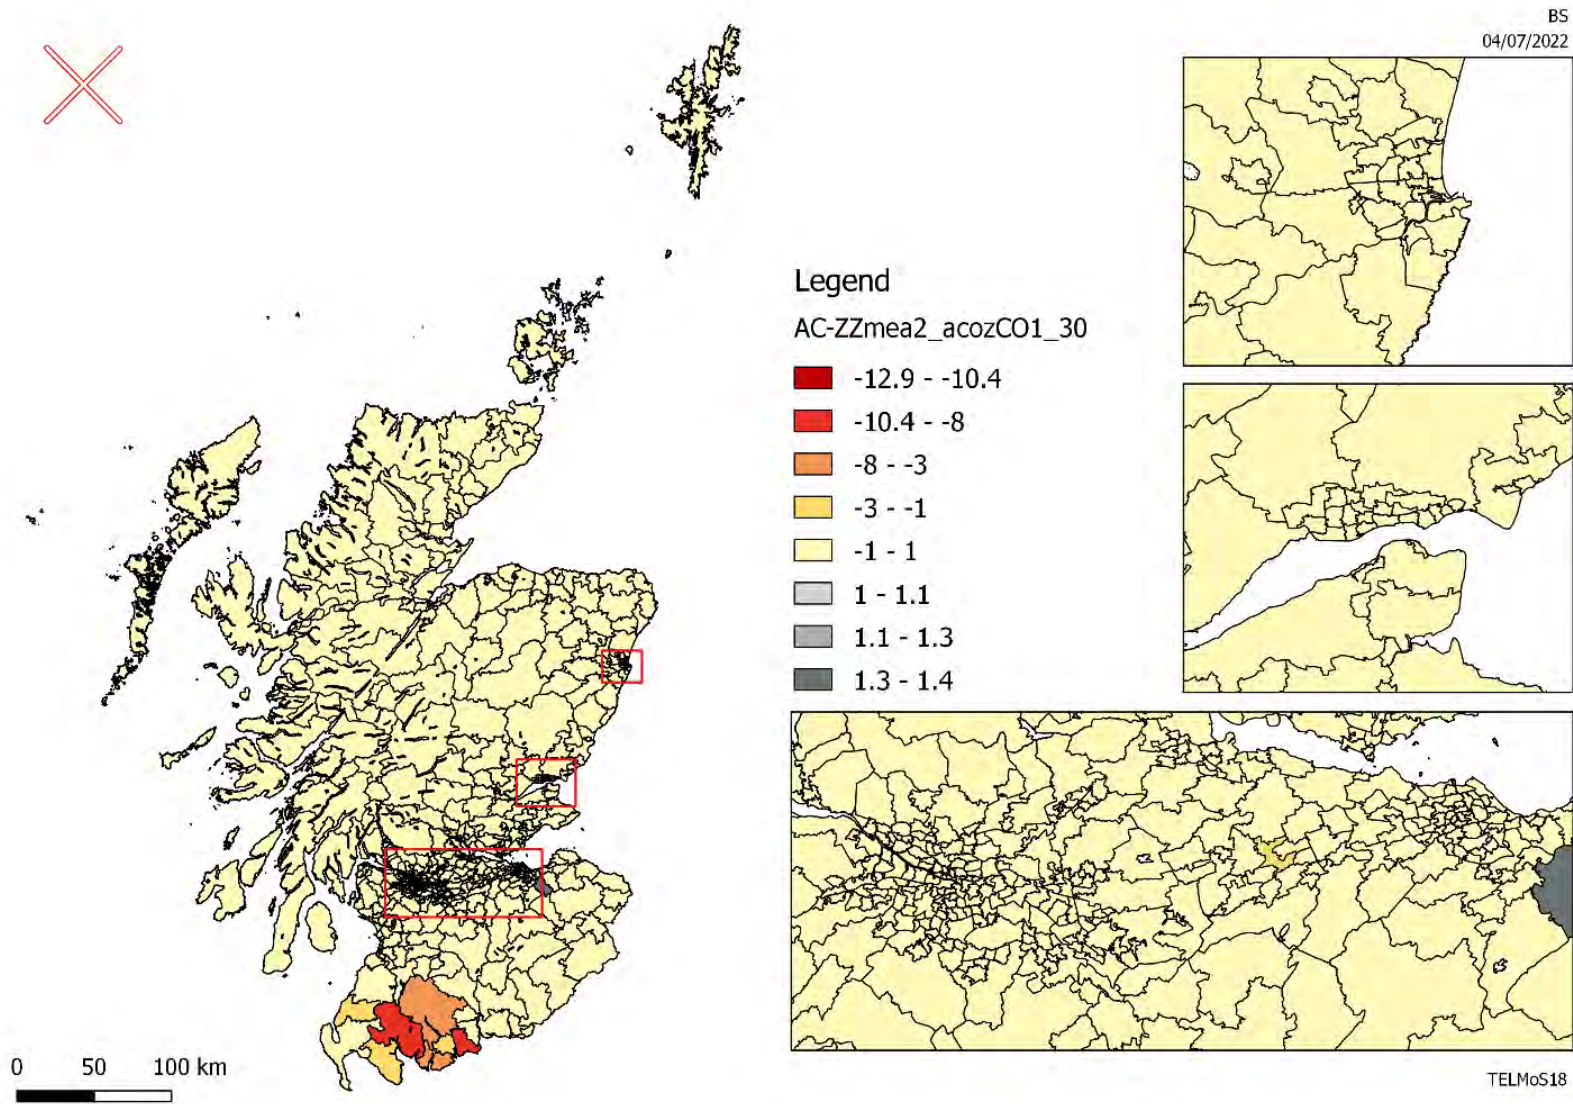 BS
04/07/2022
Legend
AC-ZZmea2_acozCO1_30
-12.9 - -10.4
-10.4 - -8
-8 - -3
-3 - -1
-1 - 1
1 - 1.1
1.1 - 1.3
1.3 - 1.4
0 50 100 km
TELMoS18